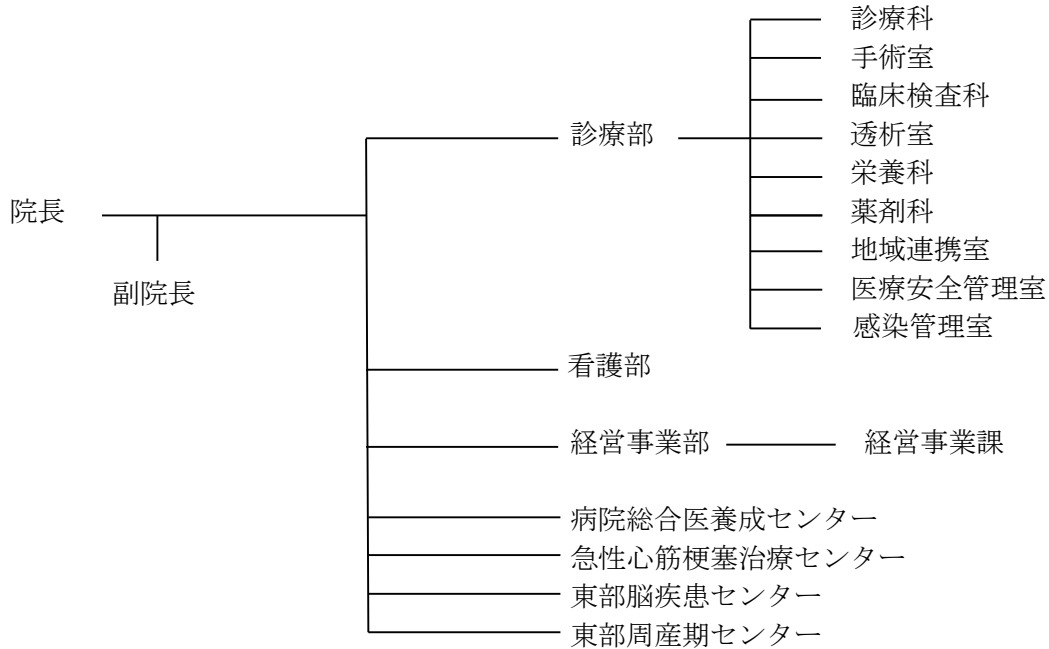 院長
副院長
診療部
診療科
手術室
臨床検査科
透析室
栄養科
薬剤科
地域連携室
医療安全管理室
感染管理室
看護部
経営事業部
経営事業課
病院総合医養成センター
急性心筋梗塞治療センター
東部脳疾患センター
東部周産期センター